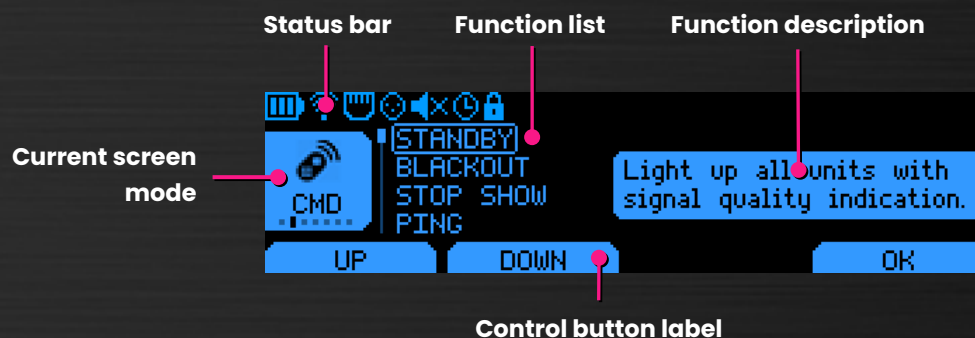 Status bar
Function list
Function description
Current screen
mode
CMD
STANDBY
BLACKOUT
STOP SHOW
PING
Light up all units with
signal quality indication.
UP
DOWN
OK
Control button label